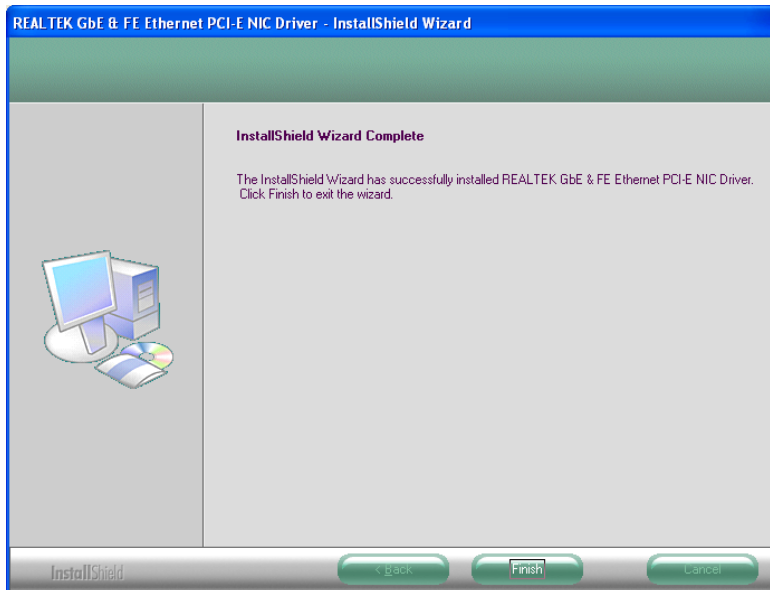 REALTEK GbE & FE Ethernet PCI-E NIC Driver - InstallShield Wizard
InstallShield Wizard Complete
The InstallShield Wizard has successfully installed REALTEK GbE & FE Ethernet PCI-E NIC Driver.
Click Finish to exit the wizard.
InstallShield
< Back
Finish
Cancel